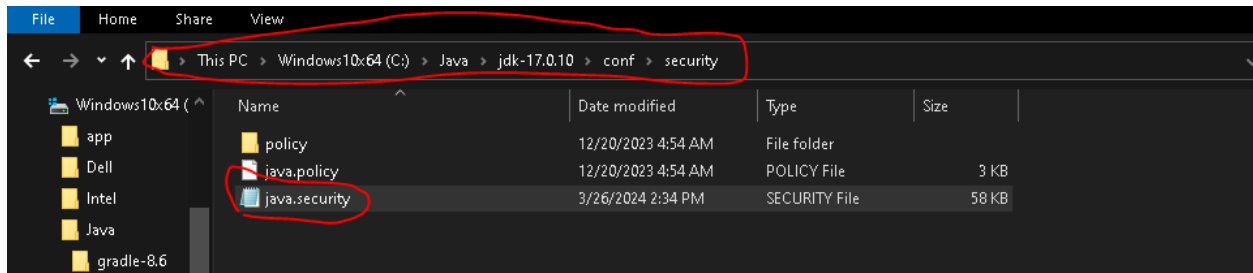 File Home Share View
This PC > Windows10x64 (C:) > Java > jdk-17.0.10 > conf > security
Windows10x64 ( Name Date modified Type Size
app policy 12/20/2023 4:54 AM File folder
Dell java.policy 12/20/2023 4:54 AM POLICY File 3 KB
Intel java.security 3/26/2024 2:34 PM SECURITY File 58 KB
Java
gradle-8.6